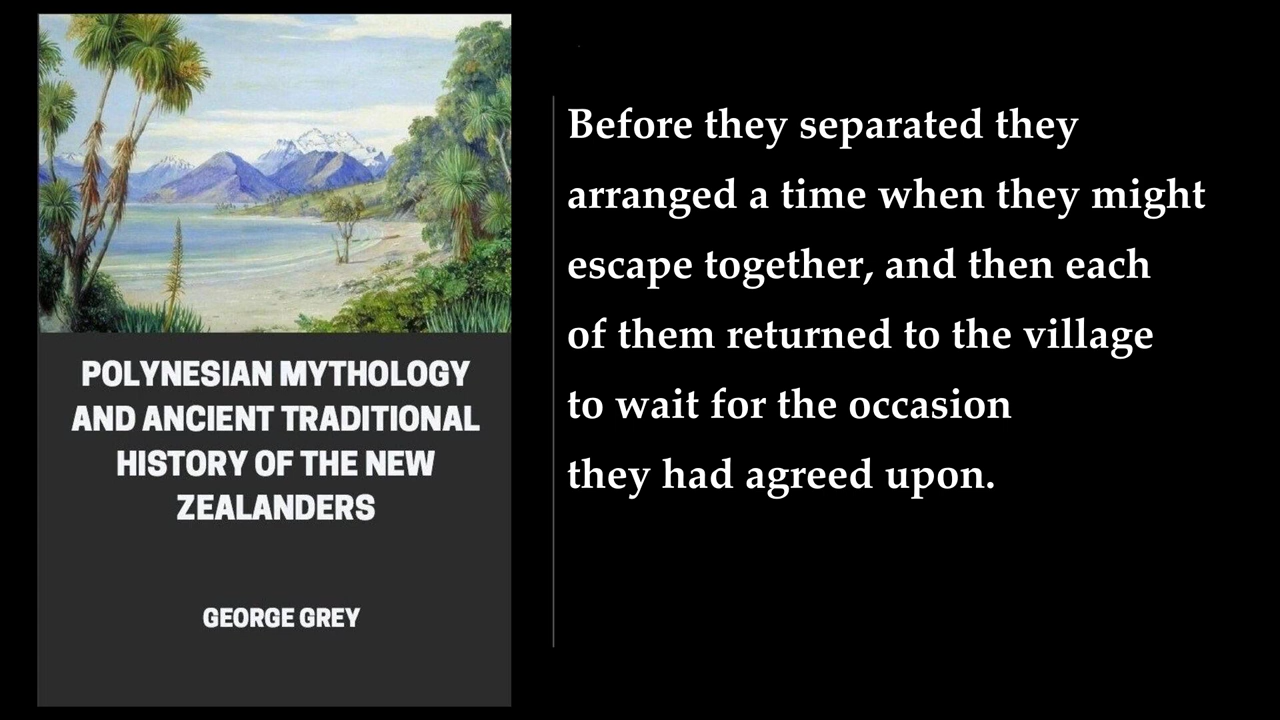 POLYNESIAN MYTHOLOGY
AND ANCIENT TRADITIONAL
HISTORY OF THE NEW
ZEALANDERS
GEORGE GREY
Before they separated they
arranged a time when they might
escape together, and then each
of them returned to the village
to wait for the occasion
they had agreed upon.